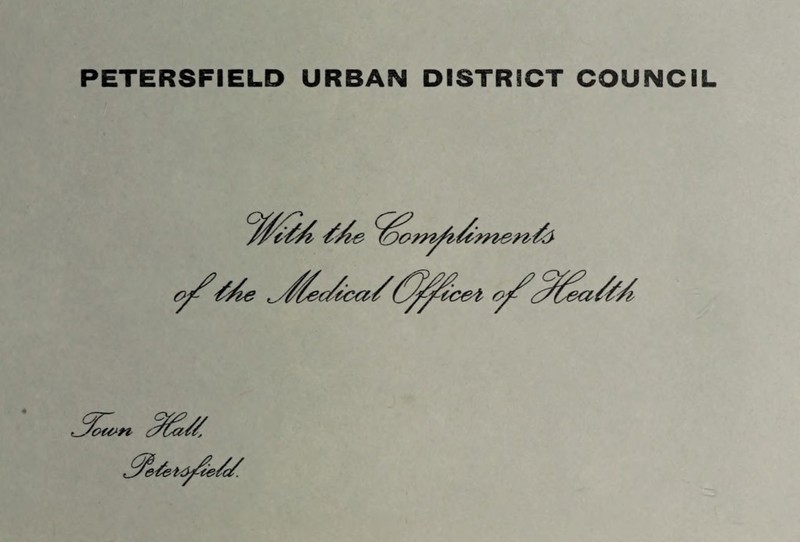 PETERSFIELD URBAN DISTRICT COUNCIL
With the Compliments
of the Medical Officer of Health
Town Hall,
Petersfield.